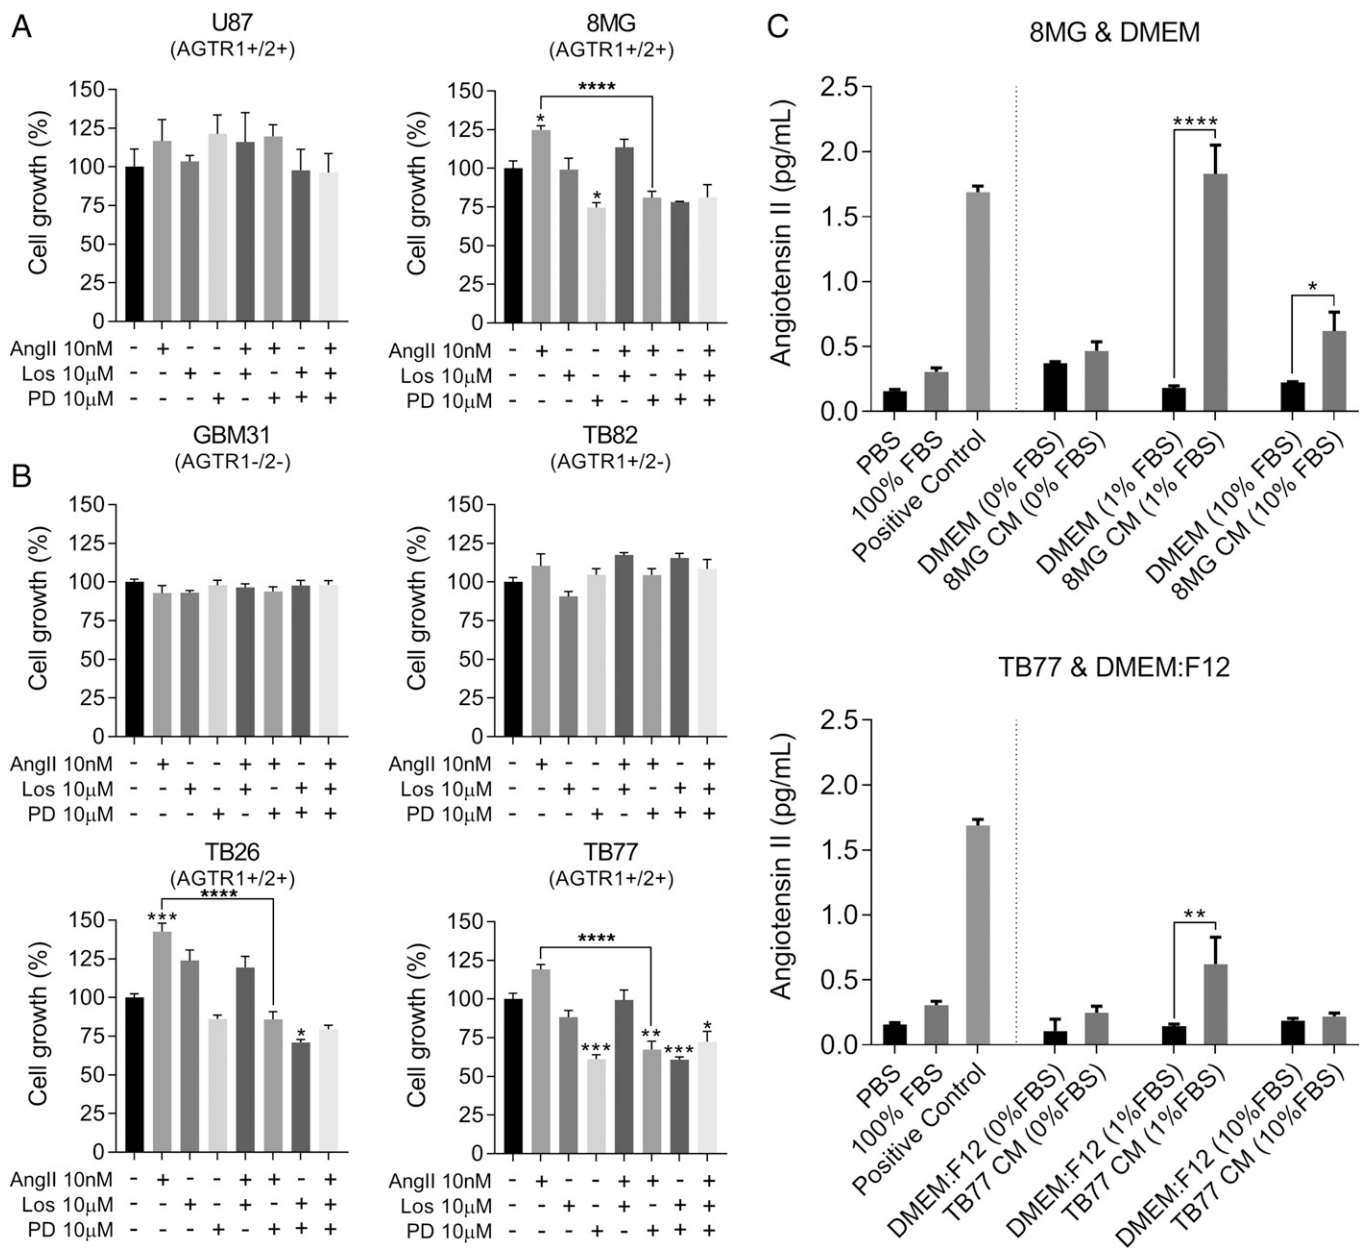 A
U87
(AGTR1+/2+)
Cell growth (%)
150
125
100
75
50
25
0
AngII 10nM - + - - + + - +
Los 10µM - - + - + - + +
PD 10µM - - - + - + + +
8MG
(AGTR1+/2+)
Cell growth (%)
150
125
100
75
50
25
0
*
****
*
AngII 10nM - + - - + + - +
Los 10µM - - + - + - + +
PD 10µM - - - + - + + +
B
GBM31
(AGTR1-/2-)
Cell growth (%)
150
125
100
75
50
25
0
AngII 10nM - + - - + + - +
Los 10µM - - + - + - + +
PD 10µM - - - + - + + +
TB82
(AGTR1+/2-)
Cell growth (%)
150
125
100
75
50
25
0
AngII 10nM - + - - + + - +
Los 10µM - - + - + - + +
PD 10µM - - - + - + + +
TB26
(AGTR1+/2+)
Cell growth (%)
150
125
100
75
50
25
0
***
****
*
AngII 10nM - + - - + + - +
Los 10µM - - + - + - + +
PD 10µM - - - + - + + +
TB77
(AGTR1+/2+)
Cell growth (%)
150
125
100
75
50
25
0
****
***
**
***
*
AngII 10nM - + - - + + - +
Los 10µM - - + - + - + +
PD 10µM - - - + - + + +
C
8MG & DMEM
Angiotensin II (pg/mL)
2.5
2.0
1.5
1.0
0.5
0.0
****
*
PBS
100% FBS
Positive Control
DMEM (0% FBS)
8MG CM (0% FBS)
DMEM (1% FBS)
8MG CM (1% FBS)
DMEM (10% FBS)
8MG CM (10% FBS)
TB77 & DMEM:F12
Angiotensin II (pg/mL)
2.5
2.0
1.5
1.0
0.5
0.0
**
PBS
100% FBS
Positive Control
DMEM:F12 (0%FBS)
TB77 CM (0%FBS)
DMEM:F12 (1%FBS)
TB77 CM (1%FBS)
DMEM:F12 (10%FBS)
TB77 CM (10%FBS)